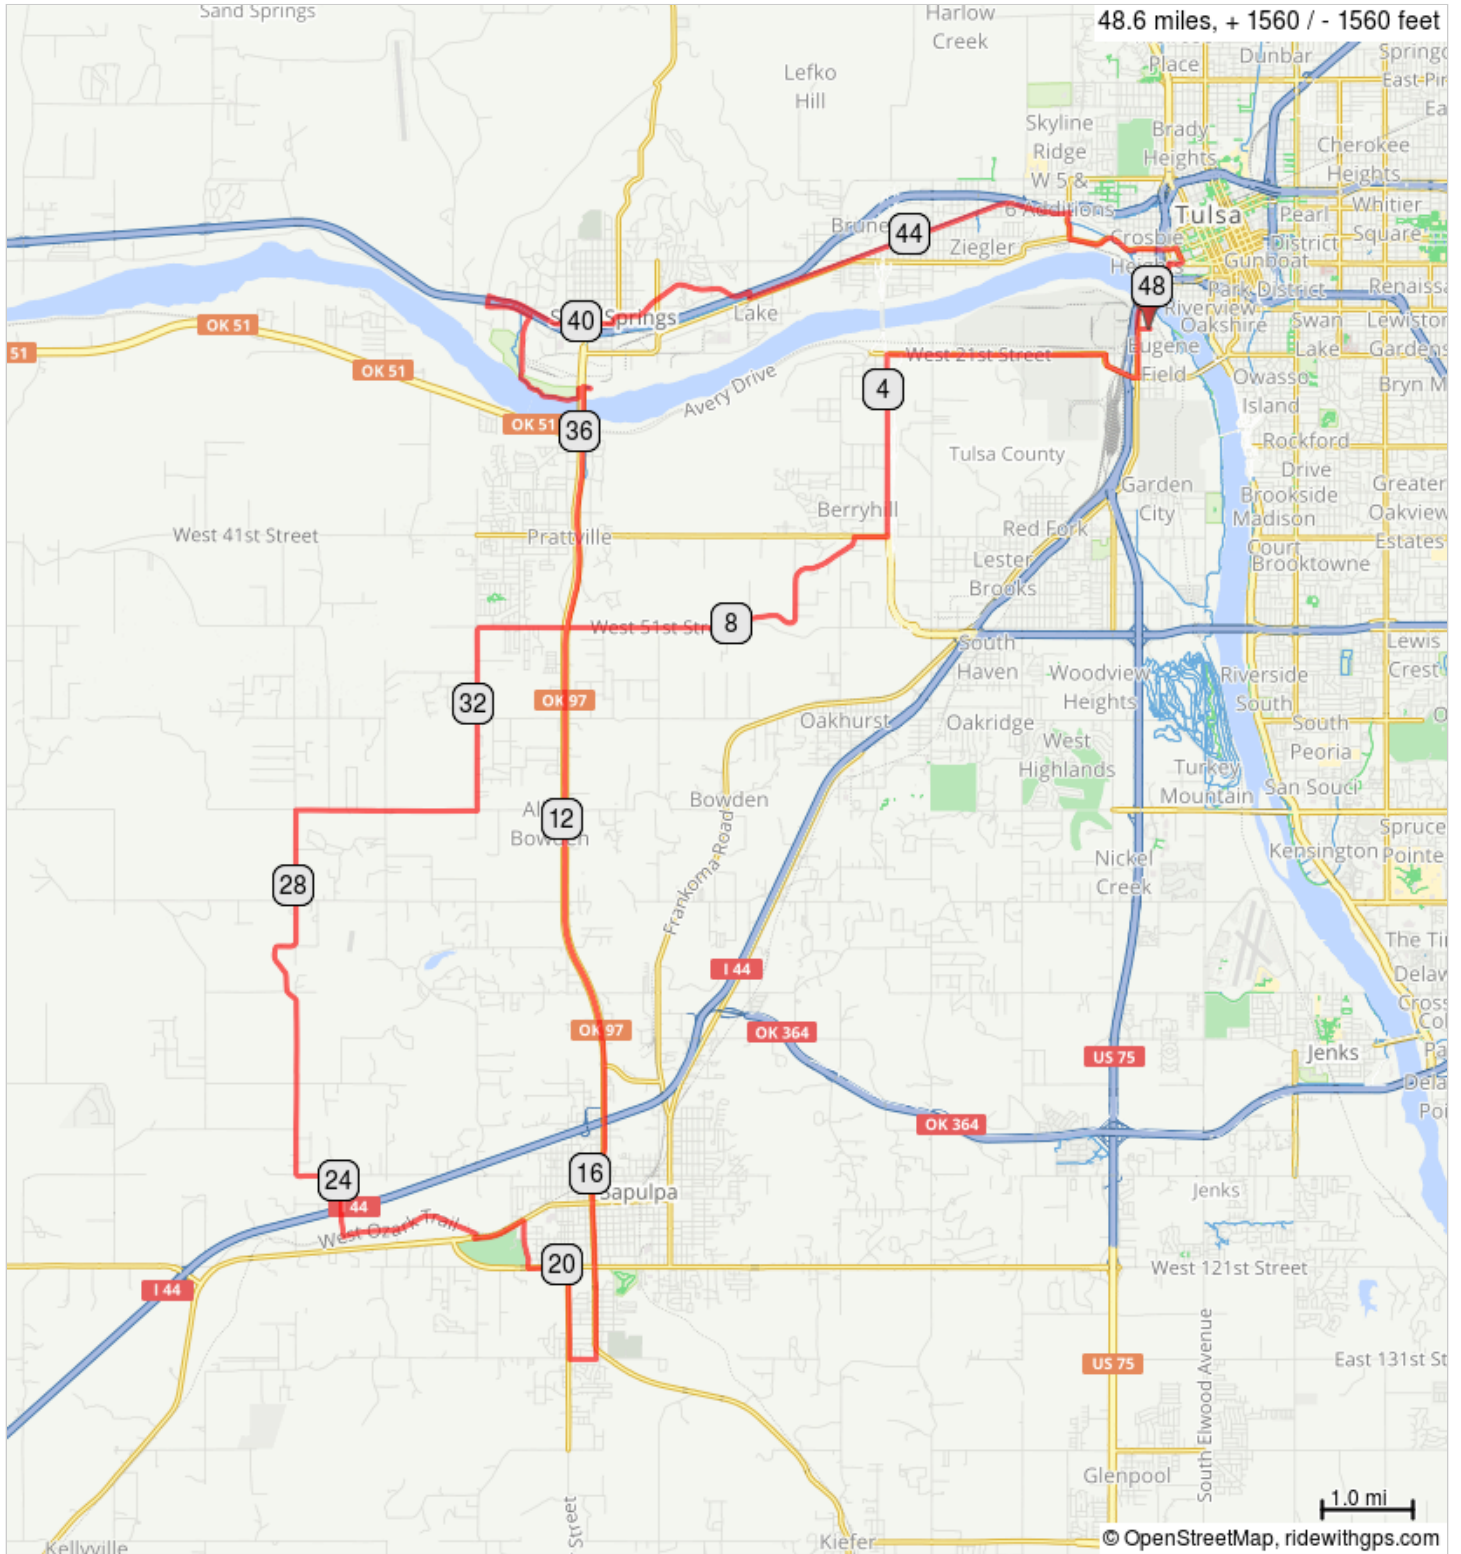 Sand Springs
Harlow
Creek
48.6 miles, + 1560 / - 1560 feet
Place
Dunbar
Lefko
Hill
Skyline
Ridge
W 5 &
6 Additions
Brady
Heights
Cherokee
Heights
Whitier
Square
Tulsa
Pearl
District
Gunboat
Park District
Crosbie
Ziegler
44
48
Riverview
Oakshire
Swan
Lake
OK 51
51
OK 51
OK 51
40
Lake
West 21st Street
Eugene
Field
Owasso
Island
Avery Drive
4
36
Rockford
Drive
Brookside
Madison
Court
Brooktowne
Tulsa County
Garden
City
Greater
Oakview
Estates
Berryhill
Red Fork
Lester
Brooks
West 41st Street
Prattville
8
South
Haven
Lewis
Crest
Woodview
Heights
Riverside
South
32
OK 97
Oakhurst
Oakridge
West
Highlands
South
Peoria
Turkey
Mountain
San Souci
Bowden
12
Bowden
Spruce
Pointe
Kensington
Nickel
Creek
28
Frankoma Road
I 44
OK 97
OK 364
US 75
Jenks
OK 364
24
44
16
Sapulpa
Jenks
West Ozark Trail
20
West 121st Street
I 44
US 75
South Elwood Avenue
East 131st St
Glenpool
Street
1.0 mi
Kellyville
Kiefer
© OpenStreetMap, ridewithgps.com